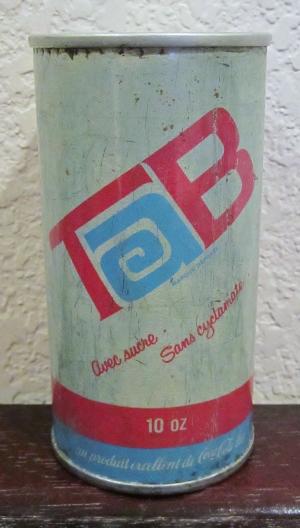 TaB
Avec sucre
Sans cyclamate
10 OZ
un produit excellent de Coca-Cola